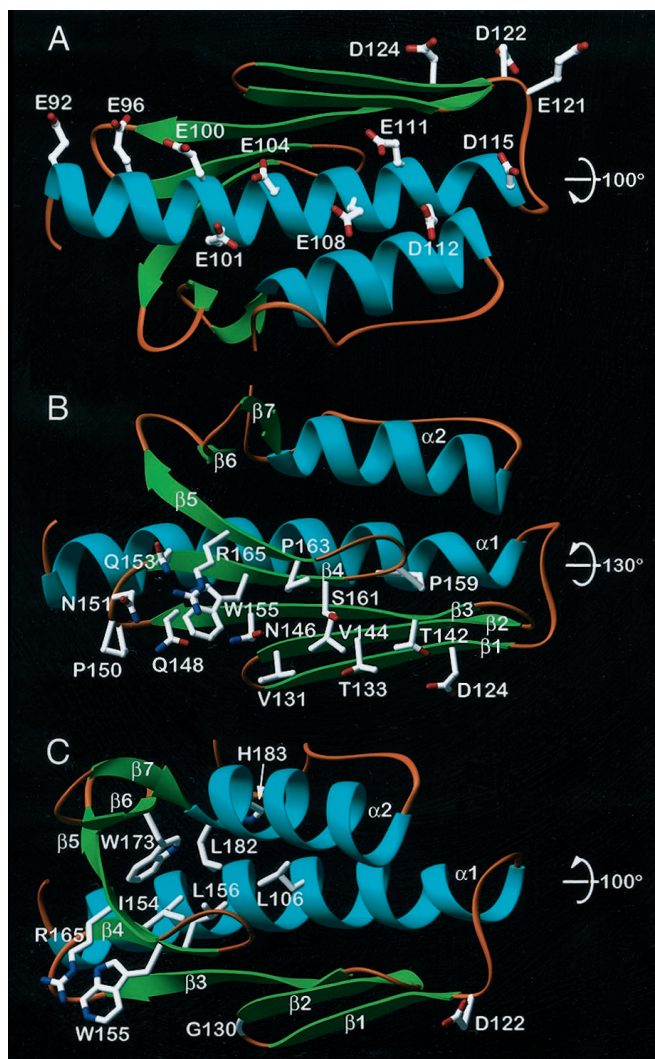 A
D124
D122
E92
E96
E100
E104
E111
E121
D115
100°
E101
E108
D112
B
β7
β6
α2
β5
Q153
R165
P163
α1
130°
β4
P159
N151
W155
S161
β3
β2
P150
Q148
N146
V144
T142
β1
V131
T133
D124
C
H183
β7
β6
α2
β5
W173
L182
α1
I154
L156
L106
100°
R165
β4
β3
β2
W155
G130
β1
D122